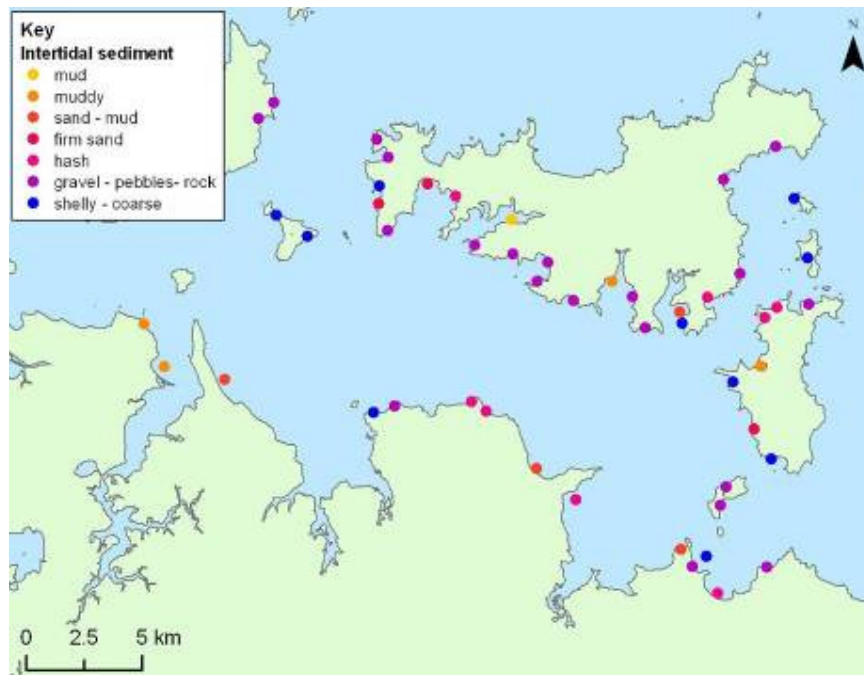 Key
Intertidal sediment
mud
muddy
sand - mud
firm sand
hash
gravel - pebbles- rock
shelly - coarse
N
0 2.5 5 km